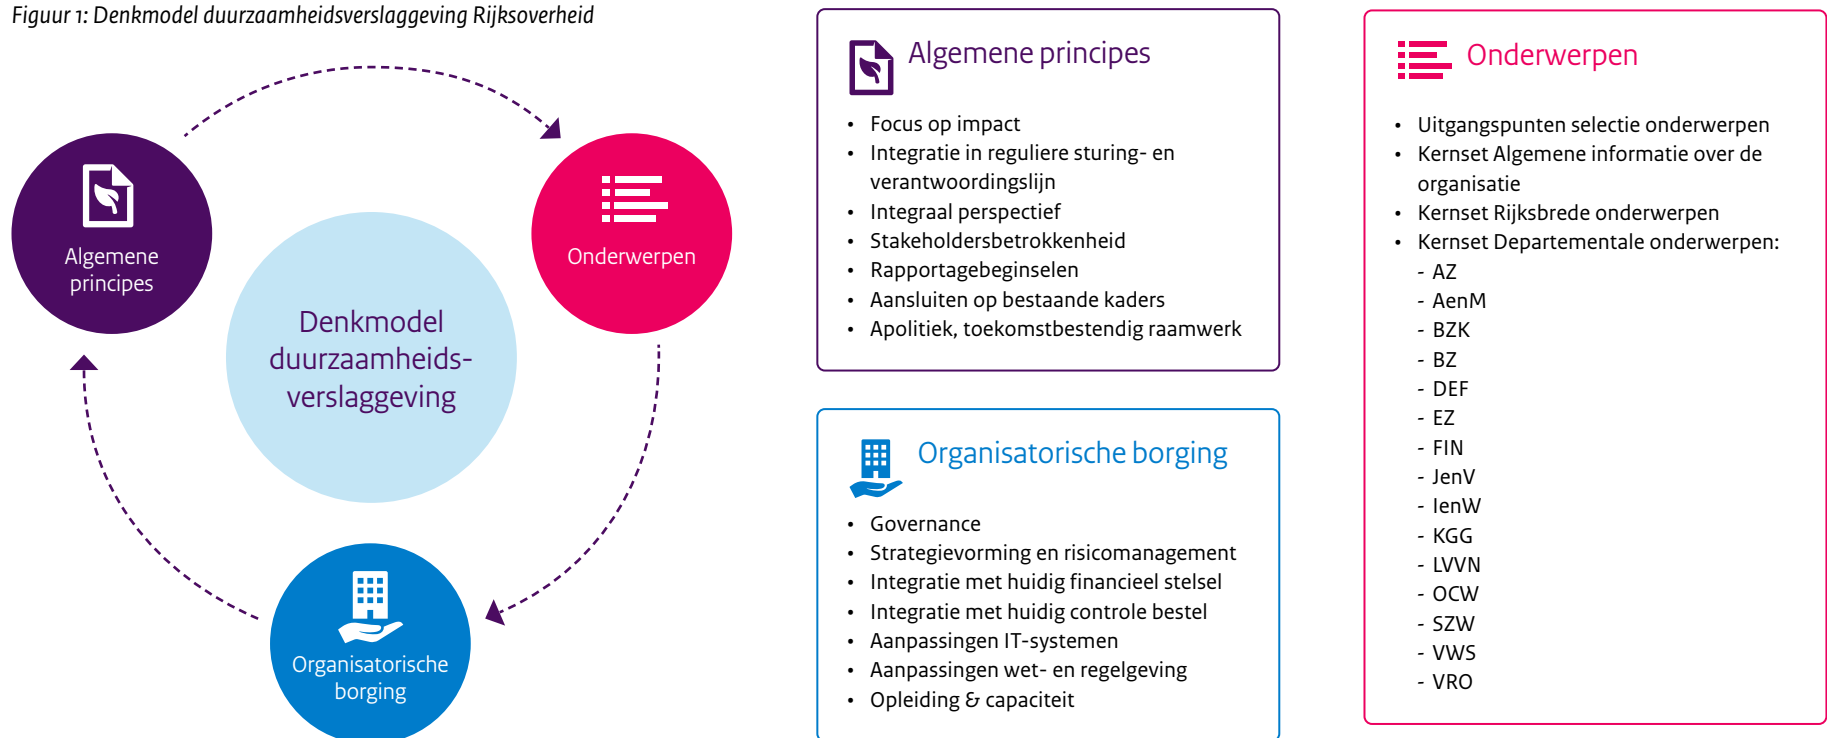 Figuur 1: Denkmodel duurzaamheidsverslaggeving Rijksoverheid
Algemene
principes
Onderwerpen
Denkmodel
duurzaamheids-
verslaggeving
Organisatorische
borging
Algemene principes
• Focus op impact
• Integratie in reguliere sturing- en
verantwoordingslijn
• Integraal perspectief
• Stakeholdersbetrokkenheid
• Rapportagebeginselen
• Aansluiten op bestaande kaders
• Apolitiek, toekomstbestendig raamwerk
Organisatorische borging
• Governance
• Strategievorming en risicomanagement
• Integratie met huidig financieel stelsel
• Integratie met huidig controle bestel
• Aanpassingen IT-systemen
• Aanpassingen wet- en regelgeving
• Opleiding & capaciteit
Onderwerpen
• Uitgangspunten selectie onderwerpen
• Kernset Algemene informatie over de
organisatie
• Kernset Rijksbrede onderwerpen
• Kernset Departementale onderwerpen:
- AZ
- AenM
- BZK
- BZ
- DEF
- EZ
- FIN
- JenV
- IenW
- KGG
- LVVN
- OCW
- SZW
- VWS
- VRO